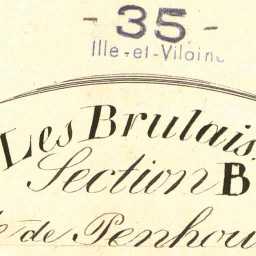 - 35 -
Ille-et-Vilaine
Les Brulais
Section B
de Penhou